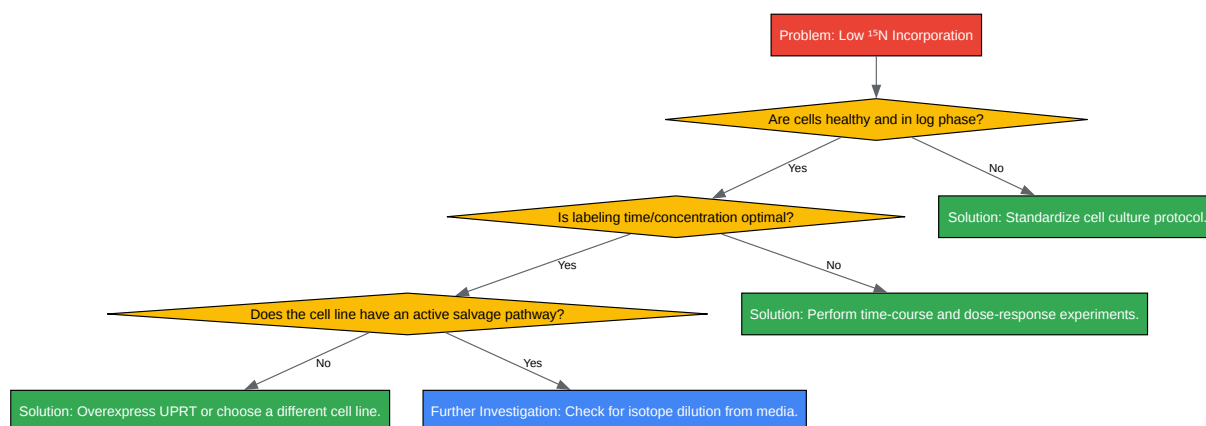 Problem: Low ¹⁵N Incorporation
Are cells healthy and in log phase?
Yes
No
Is labeling time/concentration optimal?
Solution: Standardize cell culture protocol.
Yes
No
Does the cell line have an active salvage pathway?
Solution: Perform time-course and dose-response experiments.
No
Yes
Solution: Overexpress UPRT or choose a different cell line.
Further Investigation: Check for isotope dilution from media.